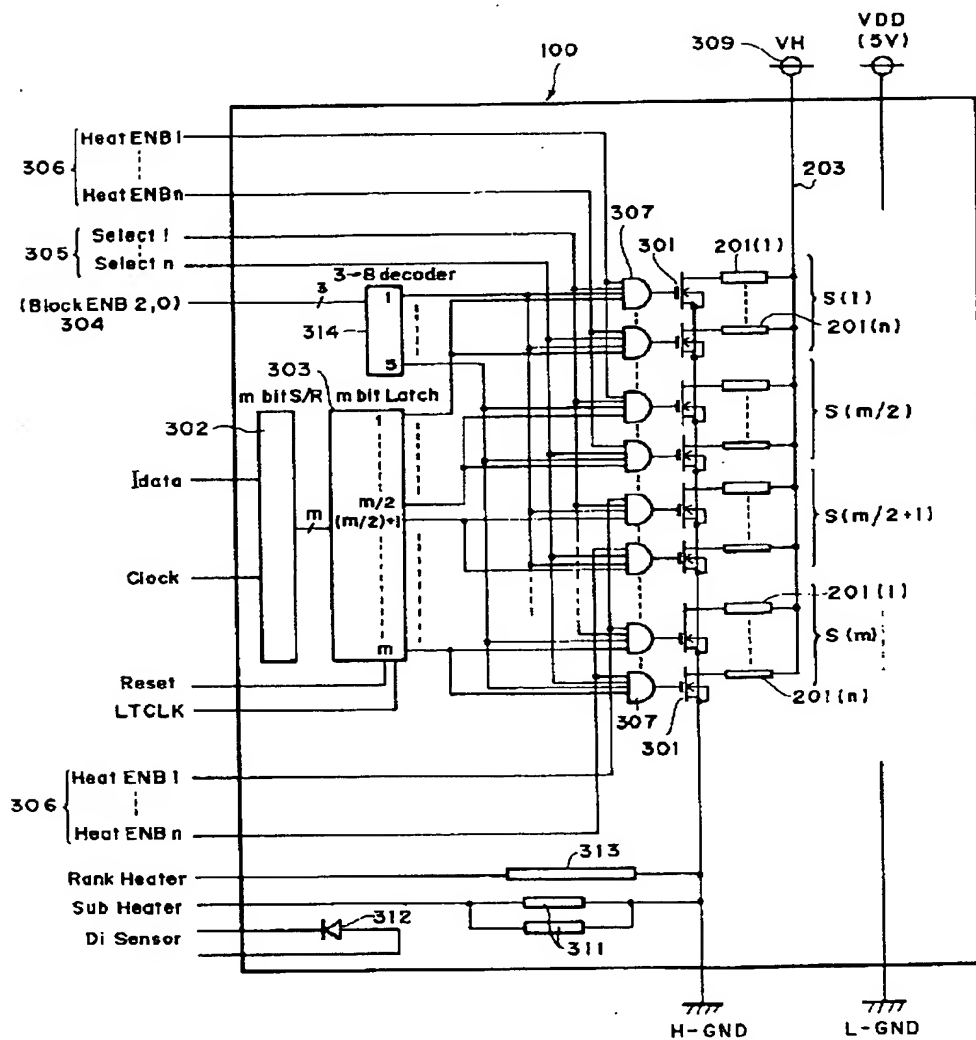 VDD
(5V)
309
VH
100
Heat ENB 1
306
Heat ENBn
203
307
Select 1
305
301
201(1)
Select n
3→8 decoder
(Block ENB 2,0)
3
1
S(1)
304
314
201(n)
303
5
m bit S/R
m bit Latch
302
1
S(m/2)
Idata
m
m/2
(m/2)+1
S(m/2+1)
Clock
201(1)
S(m)
m
Reset
LTCLK
307
301
201(n)
Heat ENB 1
306
Heat ENBn
313
Rank Heater
Sub Heater
312
Di Sensor
311
H-GND
L-GND